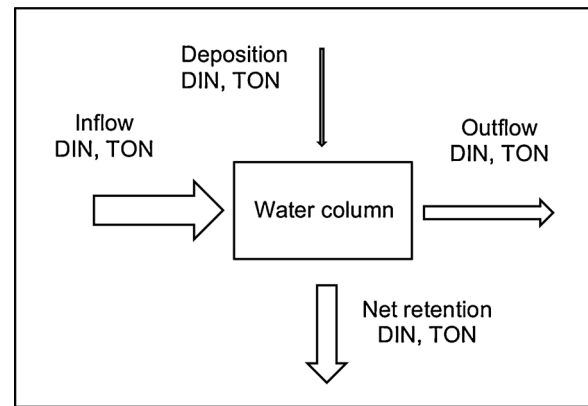 Deposition
DIN, TON
Inflow
DIN, TON
Outflow
DIN, TON
Water column
Net retention
DIN, TON